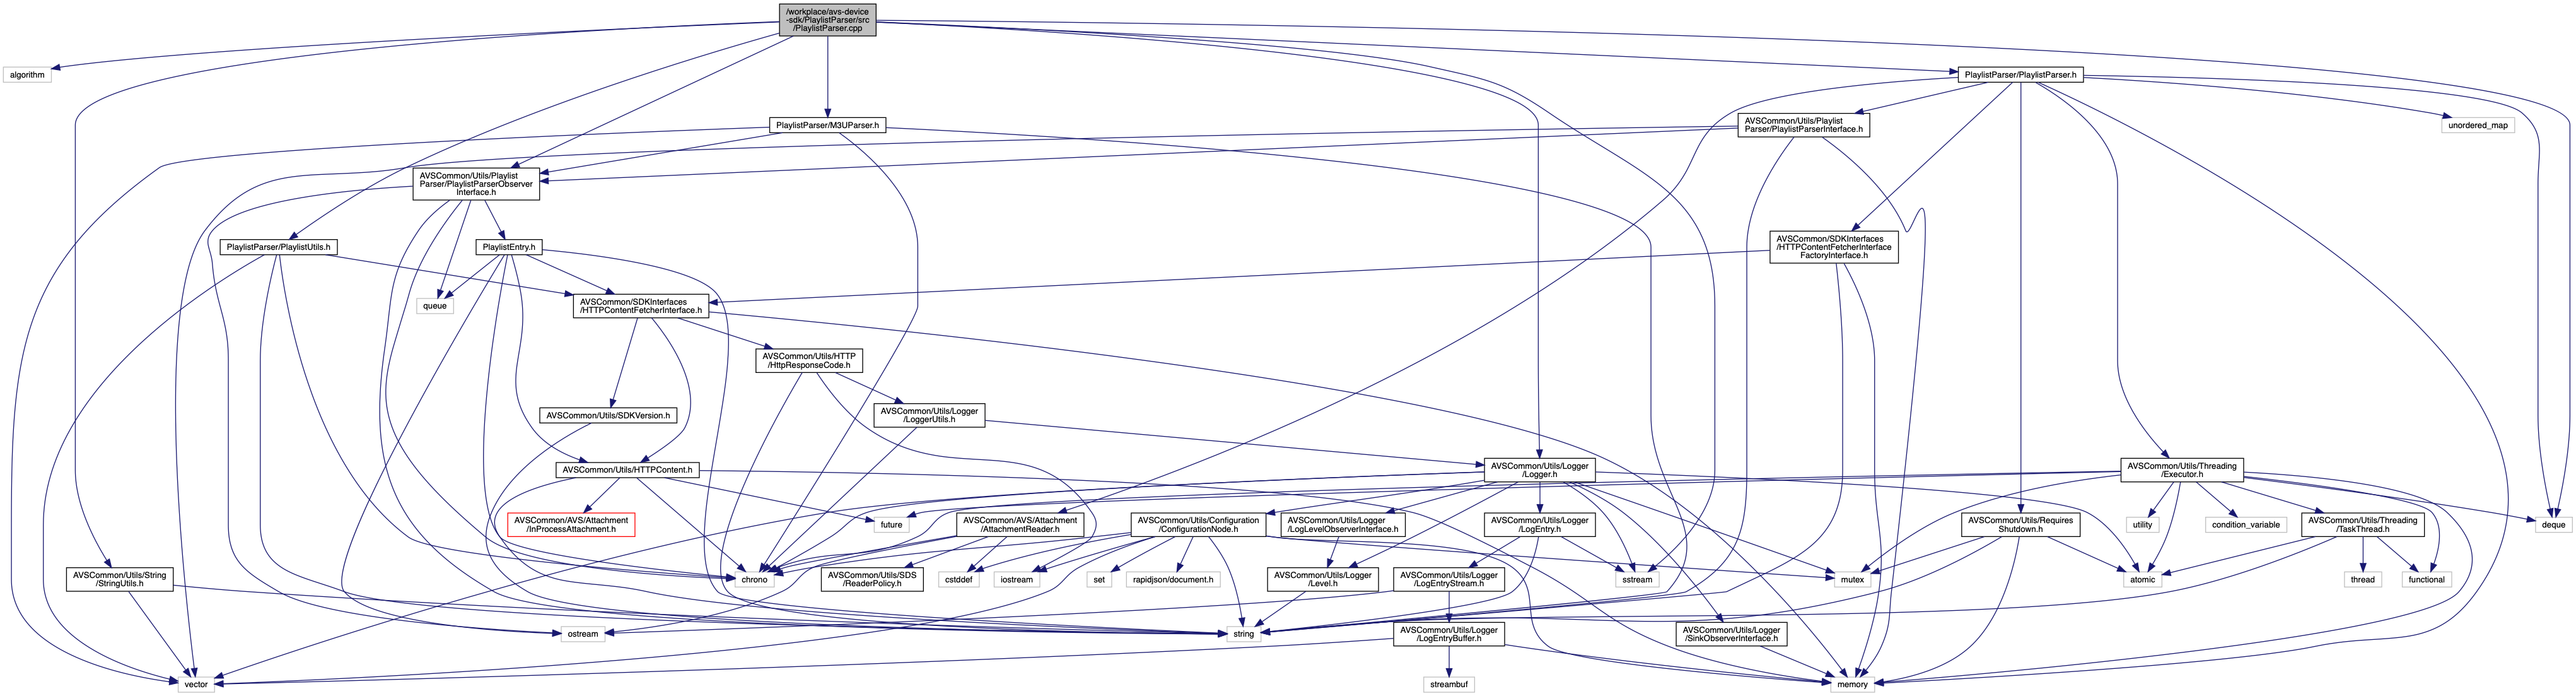 /workplace/avs-device
-sdk/PlaylistParser/src
/PlaylistParser.cpp
algorithm
PlaylistParser/PlaylistParser.h
PlaylistParser/M3UParser.h
AVSCommon/Utils/Playlist
Parser/PlaylistParserInterface.h
unordered_map
AVSCommon/Utils/Playlist
Parser/PlaylistParserObserver
Interface.h
PlaylistParser/PlaylistUtils.h
PlaylistEntry.h
AVSCommon/SDKInterfaces
/HTTPContentFetcherInterface
FactoryInterface.h
queue
AVSCommon/SDKInterfaces
/HTTPContentFetcherInterface.h
AVSCommon/Utils/HTTP
/HttpResponseCode.h
AVSCommon/Utils/SDKVersion.h
AVSCommon/Utils/Logger
/LoggerUtils.h
AVSCommon/Utils/HTTPContent.h
AVSCommon/Utils/Logger
/Logger.h
AVSCommon/Utils/Threading
/Executor.h
AVSCommon/AVS/Attachment
/InProcessAttachment.h
future
AVSCommon/AVS/Attachment
/AttachmentReader.h
AVSCommon/Utils/Configuration
/ConfigurationNode.h
AVSCommon/Utils/Logger
/LogLevelObserverInterface.h
AVSCommon/Utils/Logger
/LogEntry.h
AVSCommon/Utils/Requires
Shutdown.h
utility
condition_variable
AVSCommon/Utils/Threading
/TaskThread.h
deque
AVSCommon/Utils/String
/StringUtils.h
chrono
AVSCommon/Utils/SDS
/ReaderPolicy.h
cstddef
iostream
set
rapidjson/document.h
AVSCommon/Utils/Logger
/Level.h
AVSCommon/Utils/Logger
/LogEntryStream.h
sstream
mutex
atomic
thread
functional
ostream
string
AVSCommon/Utils/Logger
/LogEntryBuffer.h
AVSCommon/Utils/Logger
/SinkObserverInterface.h
vector
streambuf
memory